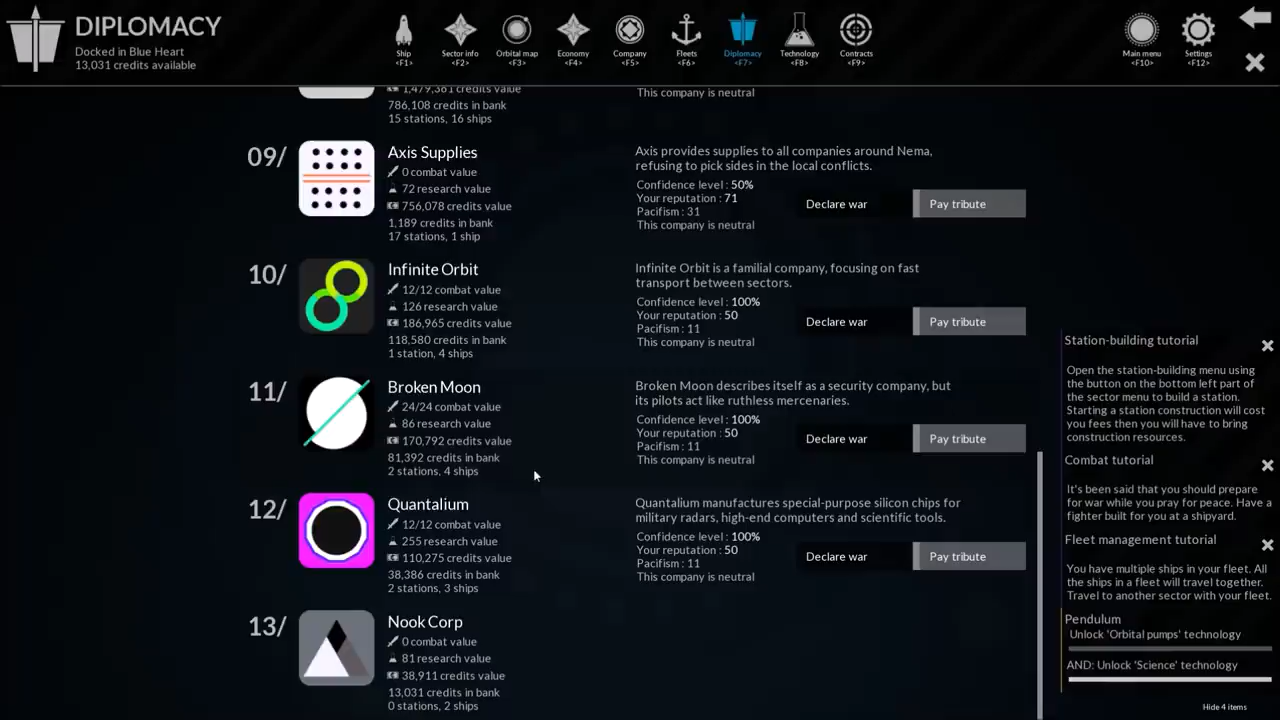 DIPLOMACY
Docked in Blue Heart
13,031 credits available
Ship
<F1>
Sector info
<F2>
Orbital map
<F3>
Economy
<F4>
Company
<F5>
Fleets
<F6>
Diplomacy
<F7>
Technology
<F8>
Contracts
<F9>
Main menu
<F10>
Settings
<F12>
1,479,361 credits value
786,108 credits in bank
15 stations, 16 ships
This company is neutral
09/
Axis Supplies
0 combat value
72 research value
756,078 credits value
1,189 credits in bank
17 stations, 1 ship
Axis provides supplies to all companies around Nema,
refusing to pick sides in the local conflicts.
Confidence level : 50%
Your reputation : 71
Pacifism : 31
This company is neutral
Declare war
Pay tribute
10/
Infinite Orbit
12/12 combat value
126 research value
186,965 credits value
118,580 credits in bank
1 station, 4 ships
Infinite Orbit is a familial company, focusing on fast
transport between sectors.
Confidence level : 100%
Your reputation : 50
Pacifism : 11
This company is neutral
Declare war
Pay tribute
11/
Broken Moon
24/24 combat value
86 research value
170,792 credits value
81,392 credits in bank
2 stations, 4 ships
Broken Moon describes itself as a security company, but
its pilots act like ruthless mercenaries.
Confidence level : 100%
Your reputation : 50
Pacifism : 11
This company is neutral
Declare war
Pay tribute
12/
Quantalium
12/12 combat value
255 research value
110,275 credits value
38,386 credits in bank
2 stations, 3 ships
Quantalium manufactures special-purpose silicon chips for
military radars, high-end computers and scientific tools.
Confidence level : 100%
Your reputation : 50
Pacifism : 11
This company is neutral
Declare war
Pay tribute
13/
Nook Corp
0 combat value
81 research value
38,911 credits value
13,031 credits in bank
0 stations, 2 ships
Station-building tutorial
Open the station-building menu using
the button on the bottom left part of
the sector menu to build a station.
Starting a station construction will cost
you fees then you will have to bring
construction resources.
Combat tutorial
It's been said that you should prepare
for war while you pray for peace. Have a
fighter built for you at a shipyard.
Fleet management tutorial
You have multiple ships in your fleet. All
the ships in a fleet will travel together.
Travel to another sector with your fleet.
Pendulum
Unlock 'Orbital pumps' technology
AND: Unlock 'Science' technology
Hide 4 items